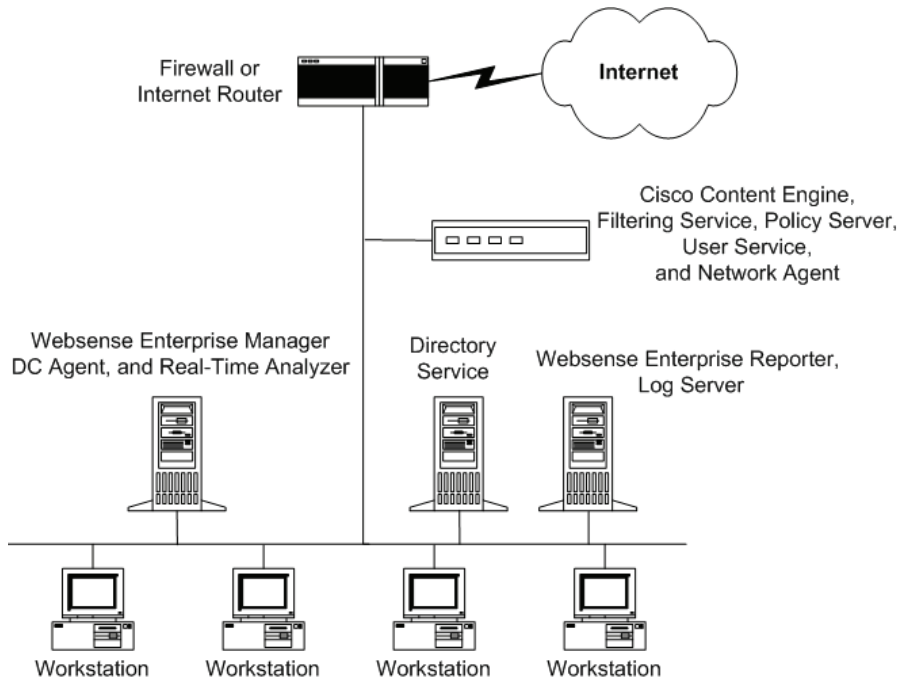 Firewall or
Internet Router
Internet
Cisco Content Engine,
Filtering Service, Policy Server,
User Service,
and Network Agent
Websense Enterprise Manager
DC Agent, and Real-Time Analyzer
Directory
Service
Websense Enterprise Reporter,
Log Server
Workstation
Workstation
Workstation
Workstation